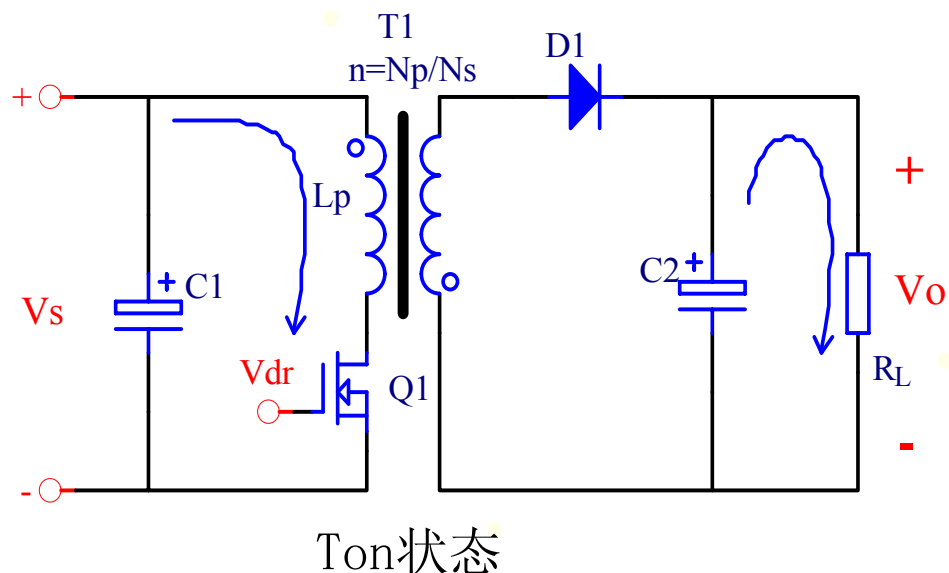 T1
n=Np/Ns
D1
+
Lp
+
C1
Vs
Vdr
Q1
-
+
C2
+
Vo
RL
-
Ton状态